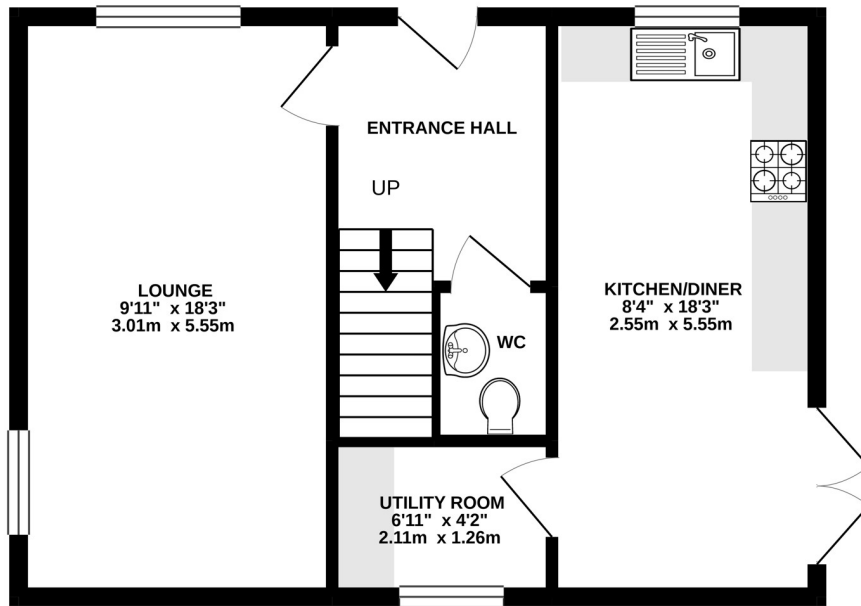 ENTRANCE HALL
UP
LOUNGE
9'11" x 18'3"
3.01m x 5.55m
KITCHEN/DINER
8'4" x 18'3"
2.55m x 5.55m
WC
UTILITY ROOM
6'11" x 4'2"
2.11m x 1.26m